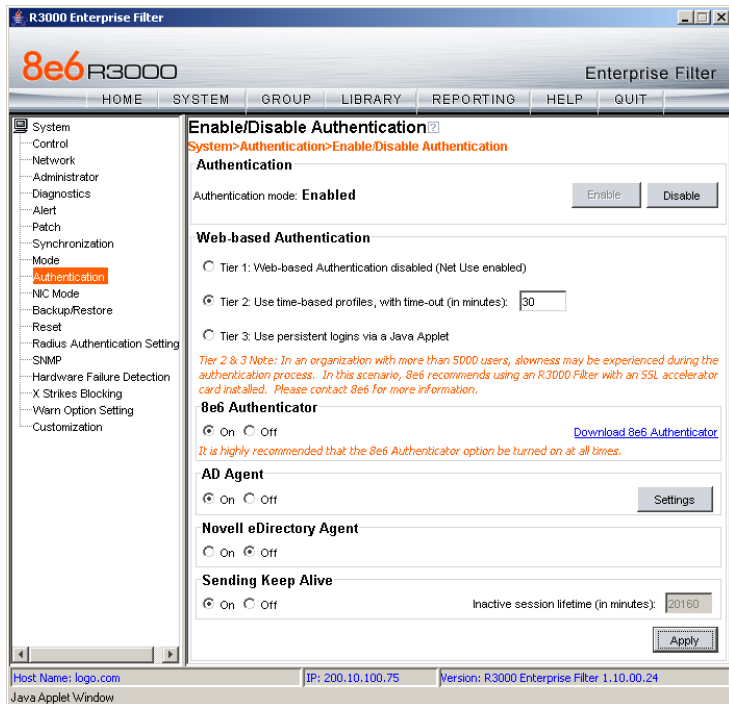 R3000 Enterprise Filter
8e6 R3000
Enterprise Filter
HOME SYSTEM GROUP LIBRARY REPORTING HELP QUIT
System
Control
Network
Administrator
Diagnostics
Alert
Patch
Synchronization
Mode
Authentication
NIC Mode
Backup/Restore
Reset
Radius Authentication Setting
SNMP
Hardware Failure Detection
X Strikes Blocking
Warn Option Setting
Customization
Enable/Disable Authentication ?
System>Authentication>Enable/Disable Authentication
Authentication
Authentication mode: Enabled
Enable Disable
Web-based Authentication
Tier 1: Web-based Authentication disabled (Net Use enabled)
Tier 2: Use time-based profiles, with time-out (in minutes): 30
Tier 3: Use persistent logins via a Java Applet
Tier 2 & 3 Note: In an organization with more than 5000 users, slowness may be experienced during the
authentication process. In this scenario, 8e6 recommends using an R3000 Filter with an SSL accelerator
card installed. Please contact 8e6 for more information.
8e6 Authenticator
On Off Download 8e6 Authenticator
It is highly recommended that the 8e6 Authenticator option be turned on at all times.
AD Agent
On Off Settings
Novell eDirectory Agent
On Off
Sending Keep Alive
On Off Inactive session lifetime (in minutes): 20160
Apply
Host Name: logo.com IP: 200.10.100.75 Version: R3000 Enterprise Filter 1.10.00.24
Java Applet Window